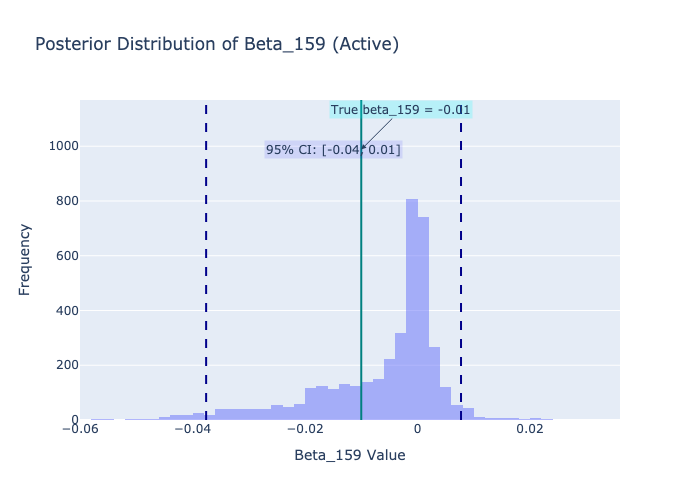 Posterior Distribution of Beta_159 (Active)
True beta_159 = -0.01
95% CI: [-0.04, 0.01]
1000
800
600
400
200
0
Frequency
−0.06
−0.04
−0.02
0
0.02
Beta_159 Value